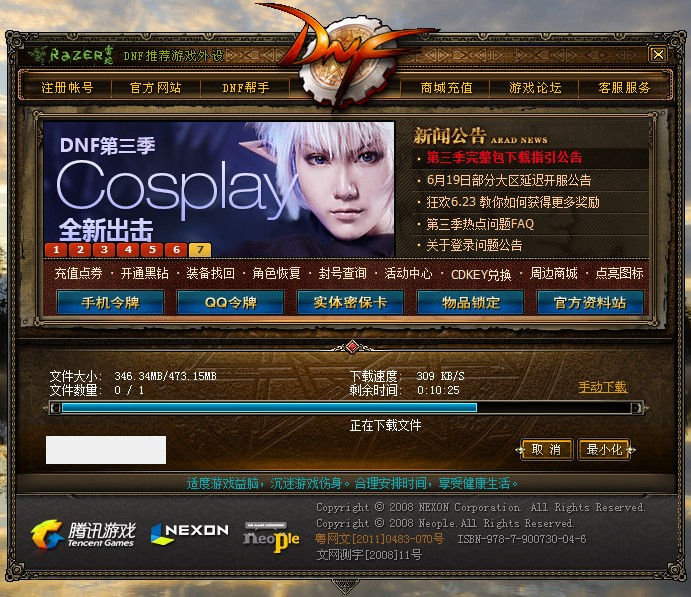 DNF
RAZER DNF推荐游戏外设
注册帐号 官方网站 DNF帮手 商城充值 游戏论坛 客服服务
DNF第三季
Cosplay
全新出击
1 2 3 4 5 6 7
新闻公告 ARAD NEWS
· 第三季完整包下载指引公告
· 6月19日部分大区延迟开服公告
· 狂欢6.23 教你如何获得更多奖励
· 第三季热点问题FAQ
· 关于登录问题公告
充值点券 · 开通黑钻 · 装备找回 · 角色恢复 · 封号查询 · 活动中心 · CDKEY兑换 · 周边商城 · 点亮图标
手机令牌 QQ令牌 实体密保卡 物品锁定 官方资料站
文件大小: 346.34MB/473.15MB 下载速度: 309 KB/S
文件数量: 0 / 1 剩余时间: 0:10:25
手动下载
正在下载文件
取 消 最小化
适度游戏益脑，沉迷游戏伤身。合理安排时间，享受健康生活。
腾讯游戏
Tencent Games
NEXON
neople
Copyright © 2008 NEXON Corporation. All Rights Reserved.
Copyright © 2008 Neople.All Rights Reserved.
粤网文[2011]0483-070号 ISBN-978-7-900730-04-6
文网测字[2008]11号